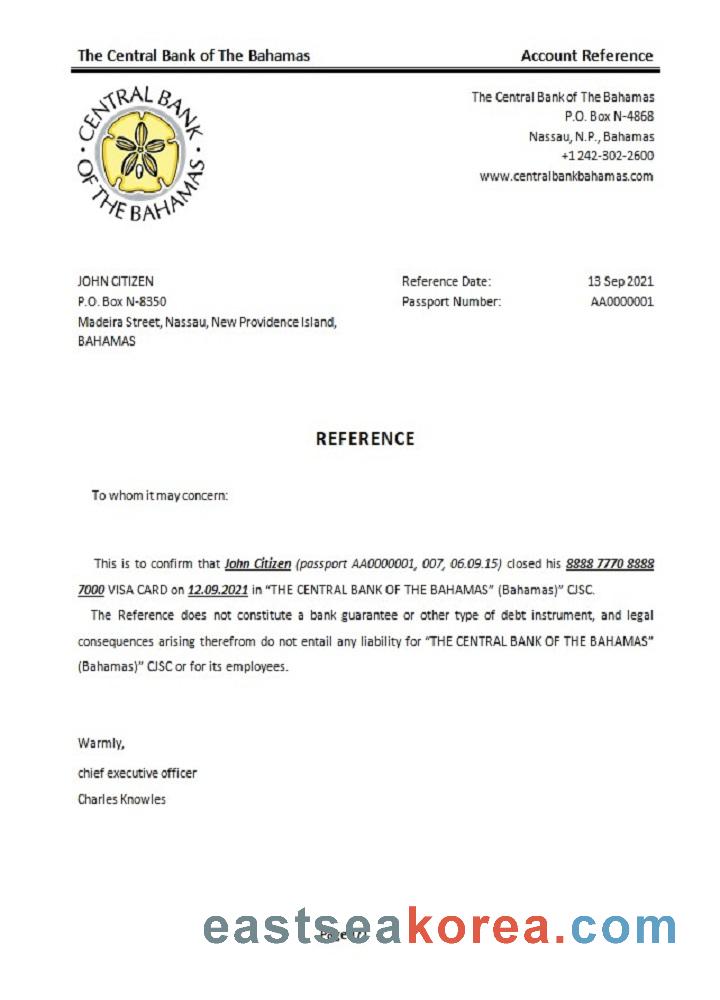 The Central Bank of The Bahamas Account Reference
CENTRAL BANK OF THE BAHAMAS
The Central Bank of The Bahamas
P.O. Box N-4868
Nassau, N.P., Bahamas
+1 242-302-2600
www.centralbankbahamas.com
JOHN CITIZEN
P.O. Box N-8350
Madeira Street, Nassau, New Providence Island,
BAHAMAS
Reference Date: 13 Sep 2021
Passport Number: AA0000001
REFERENCE
To whom it may concern:
This is to confirm that John Citizen (passport AA0000001, 007, 06.09.15) closed his 8888 7770 8888
7000 VISA CARD on 12.09.2021 in “THE CENTRAL BANK OF THE BAHAMAS” (Bahamas)” CJSC.
The Reference does not constitute a bank guarantee or other type of debt instrument, and legal
consequences arising therefrom do not entail any liability for “THE CENTRAL BANK OF THE BAHAMAS”
(Bahamas)” CJSC or for its employees.
Warmly,
chief executive officer
Charles Knowles
eastseakorea.com